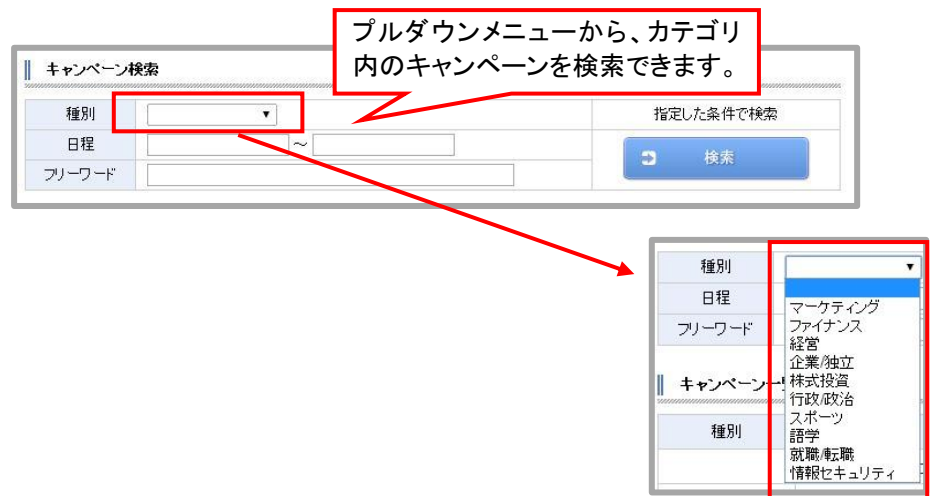 プルダウンメニューから、カテゴリ
内のキャンペーンを検索できます。
キャンペーン検索
種別
指定した条件で検索
日程
～
検索
フリーワード
種別
日程
フリーワード
マーケティング
ファイナンス
経営
企業/独立
株式投資
行政/政治
スポーツ
語学
就職/転職
情報セキュリティ
キャンペーン一
種別